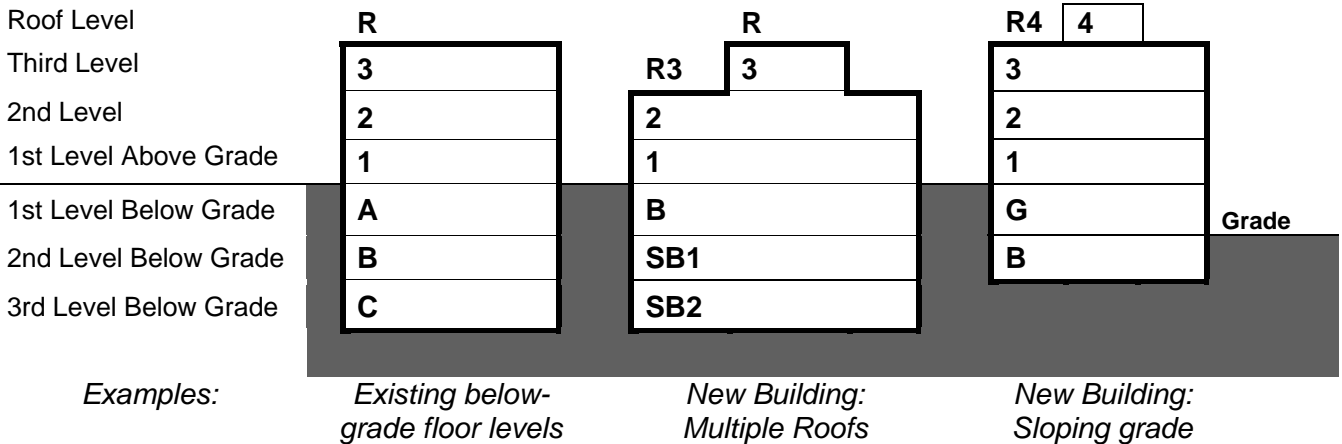 Roof Level R R R4 4
Third Level 3 R3 3 3
2nd Level 2 2 2
1st Level Above Grade 1 1 1
1st Level Below Grade A B G Grade
2nd Level Below Grade B SB1 B
3rd Level Below Grade C SB2
Examples: Existing below- New Building: New Building:
grade floor levels Multiple Roofs Sloping grade